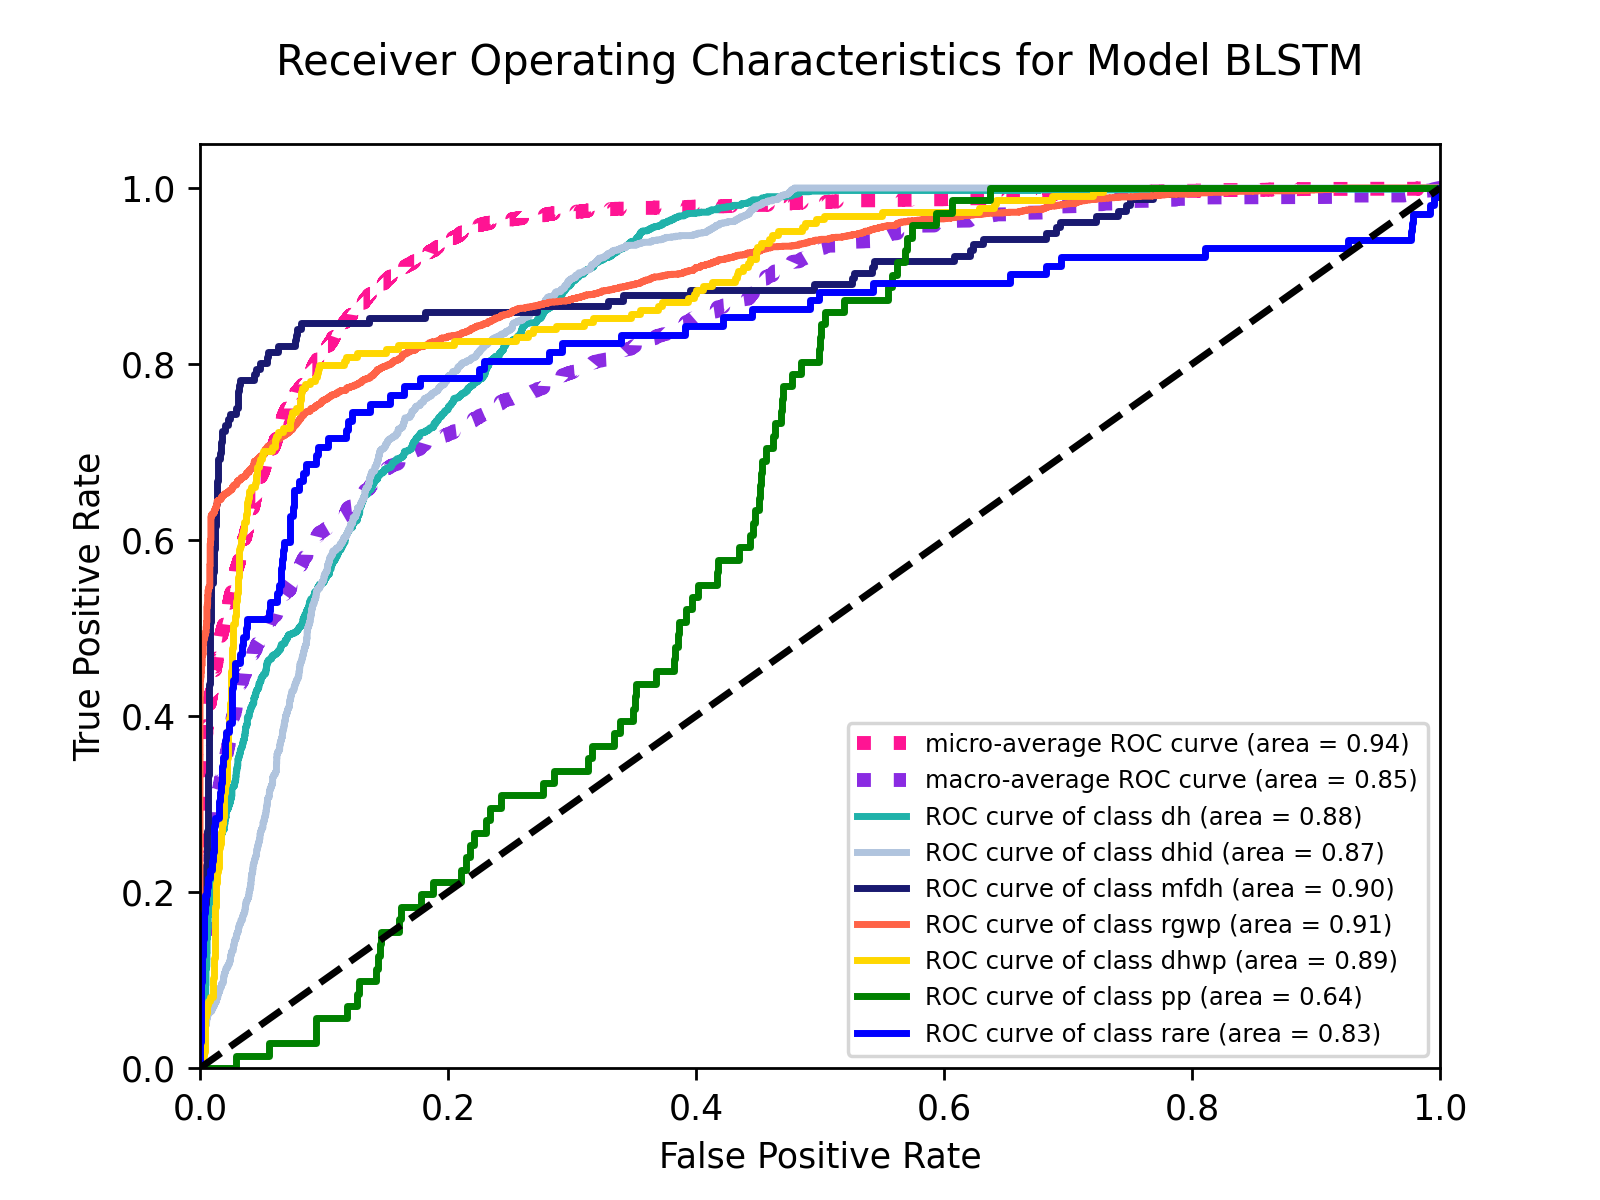 Receiver Operating Characteristics for Model BLSTM
1.0
0.8
0.6
0.4
0.2
0.0
True Positive Rate
micro-average ROC curve (area = 0.94)
macro-average ROC curve (area = 0.85)
ROC curve of class dh (area = 0.88)
ROC curve of class dhid (area = 0.87)
ROC curve of class mfdh (area = 0.90)
ROC curve of class rgwp (area = 0.91)
ROC curve of class dhwp (area = 0.89)
ROC curve of class pp (area = 0.64)
ROC curve of class rare (area = 0.83)
0.0 0.2 0.4 0.6 0.8 1.0
False Positive Rate